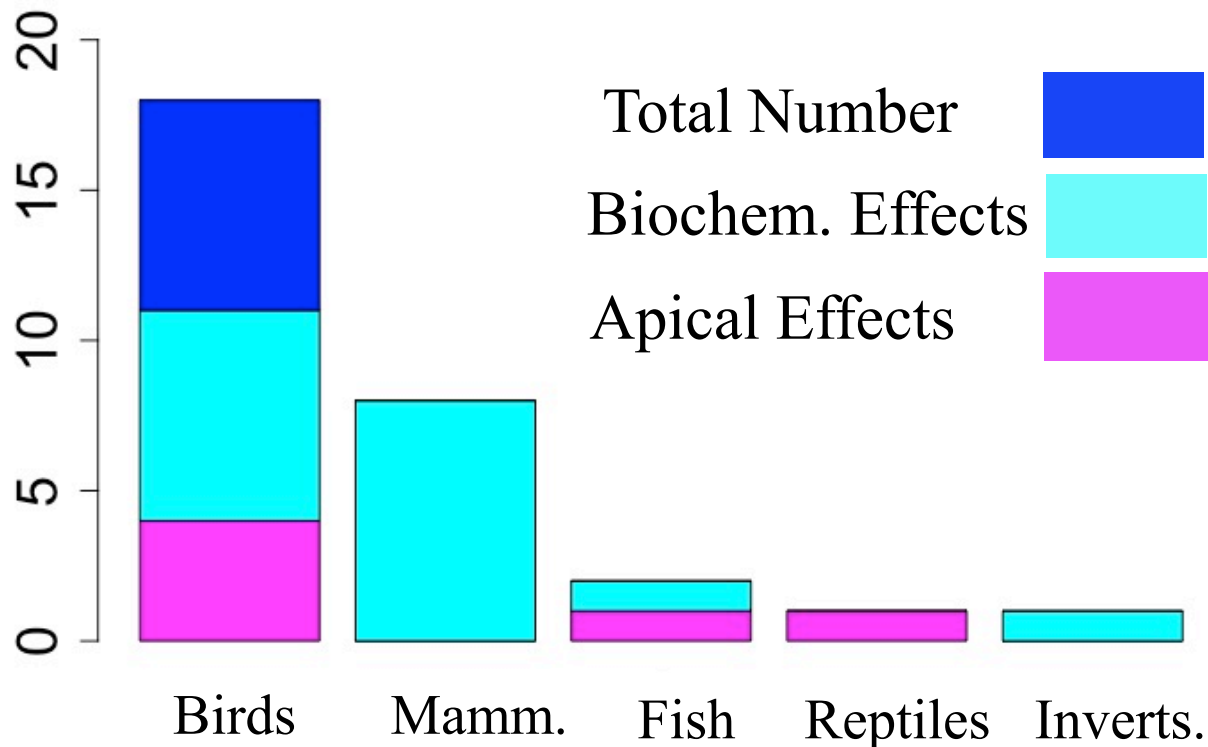 20
15
10
5
0
Total Number
Biochem. Effects
Apical Effects
Birds Mamm. Fish Reptiles Inverts.